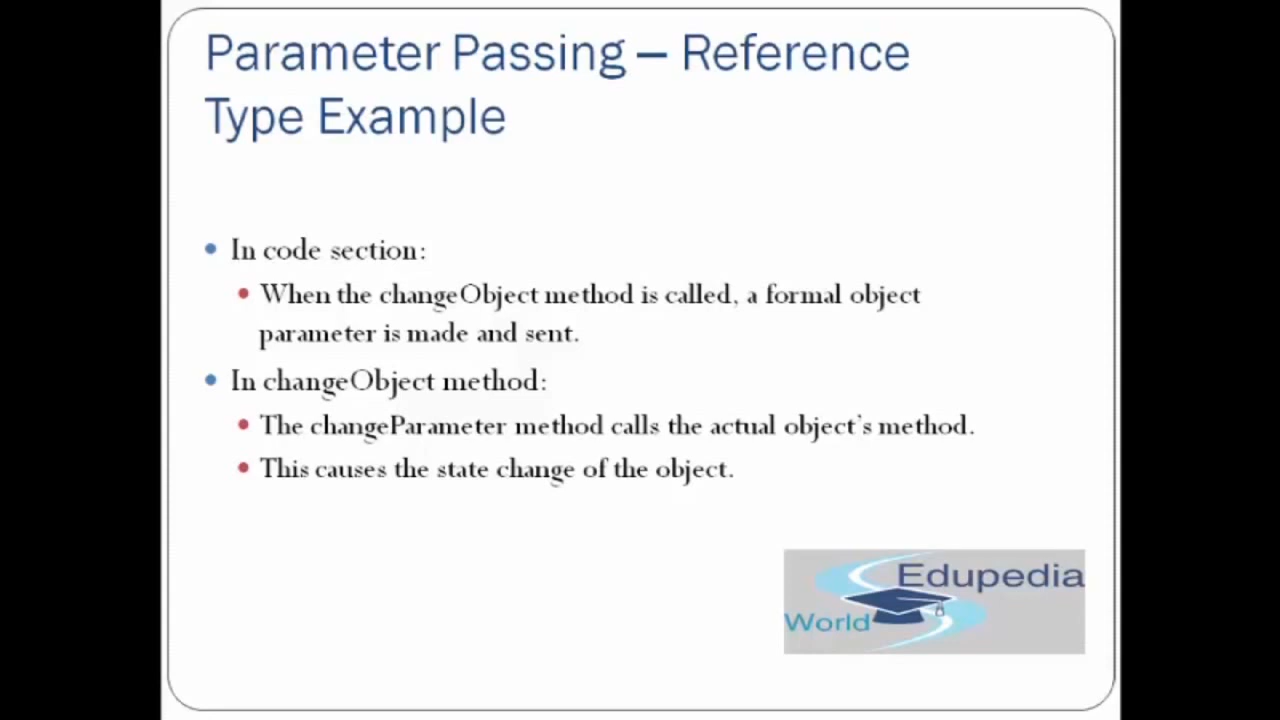 Parameter Passing – Reference
Type Example
In code section:
When the changeObject method is called, a formal object
parameter is made and sent.
In changeObject method:
The changeParameter method calls the actual object's method.
This causes the state change of the object.
Edupedia
World